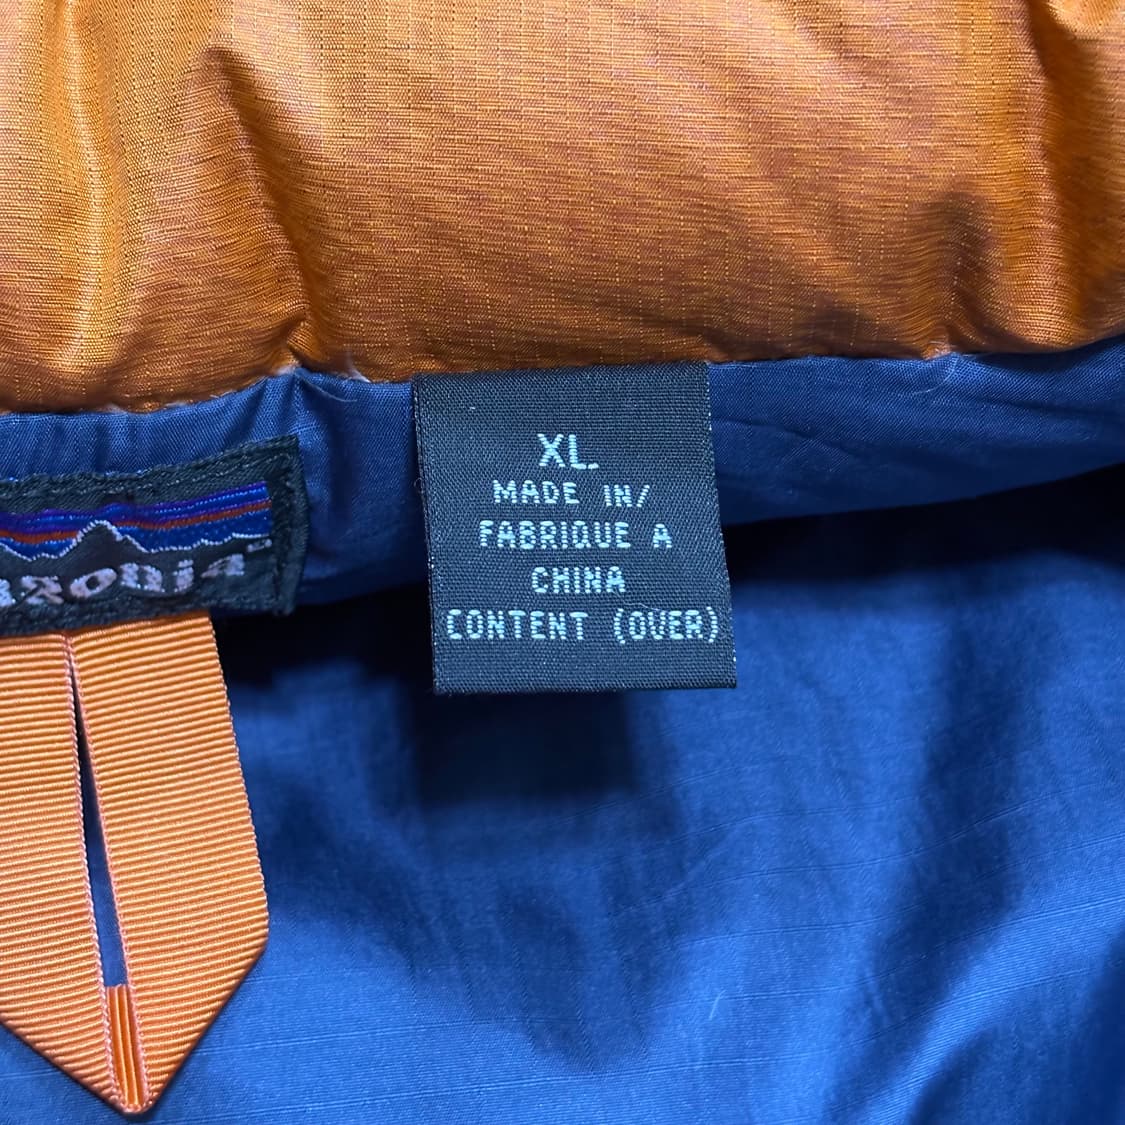 XL
MADE IN/
FABRIQUE A
CHINA
CONTENT (OVER)